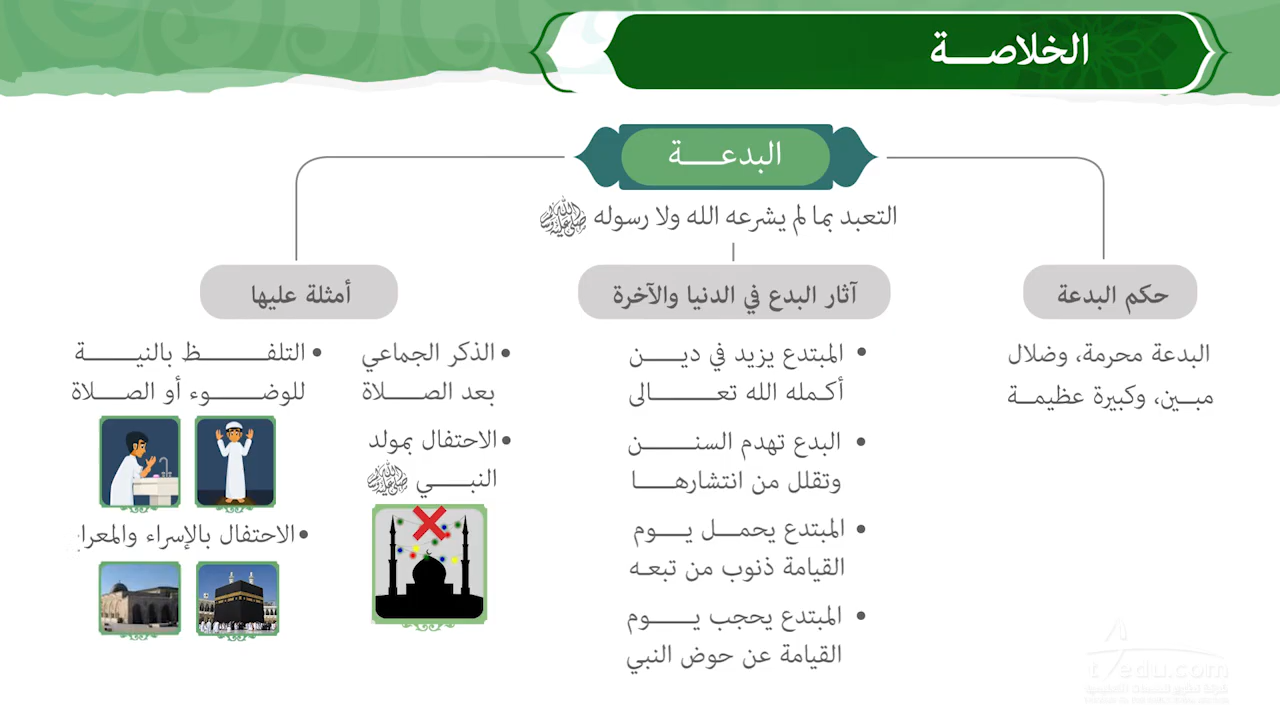 الخلاصة
البدعة
التعبد بما لم يشرعه الله ولا رسوله ﷺ
حكم البدعة
البدعة محرمة، وضلال
مبين، وكبيرة عظيمة
آثار البدع في الدنيا والآخرة
• المبتدع يزيد في دين
أكمله الله تعالى
• البدع تهدم السنن
وتقلل من انتشارها
• المبتدع يحمل يوم
القيامة ذنوب من تبعه
• المبتدع يحجب يوم
القيامة عن حوض النبي
أمثلة عليها
• الذكر الجماعي
بعد الصلاة
• الاحتفال بمولد
النبي ﷺ
• التلفظ بالنية
للوضوء أو الصلاة
• الاحتفال بالإسراء والمعرا